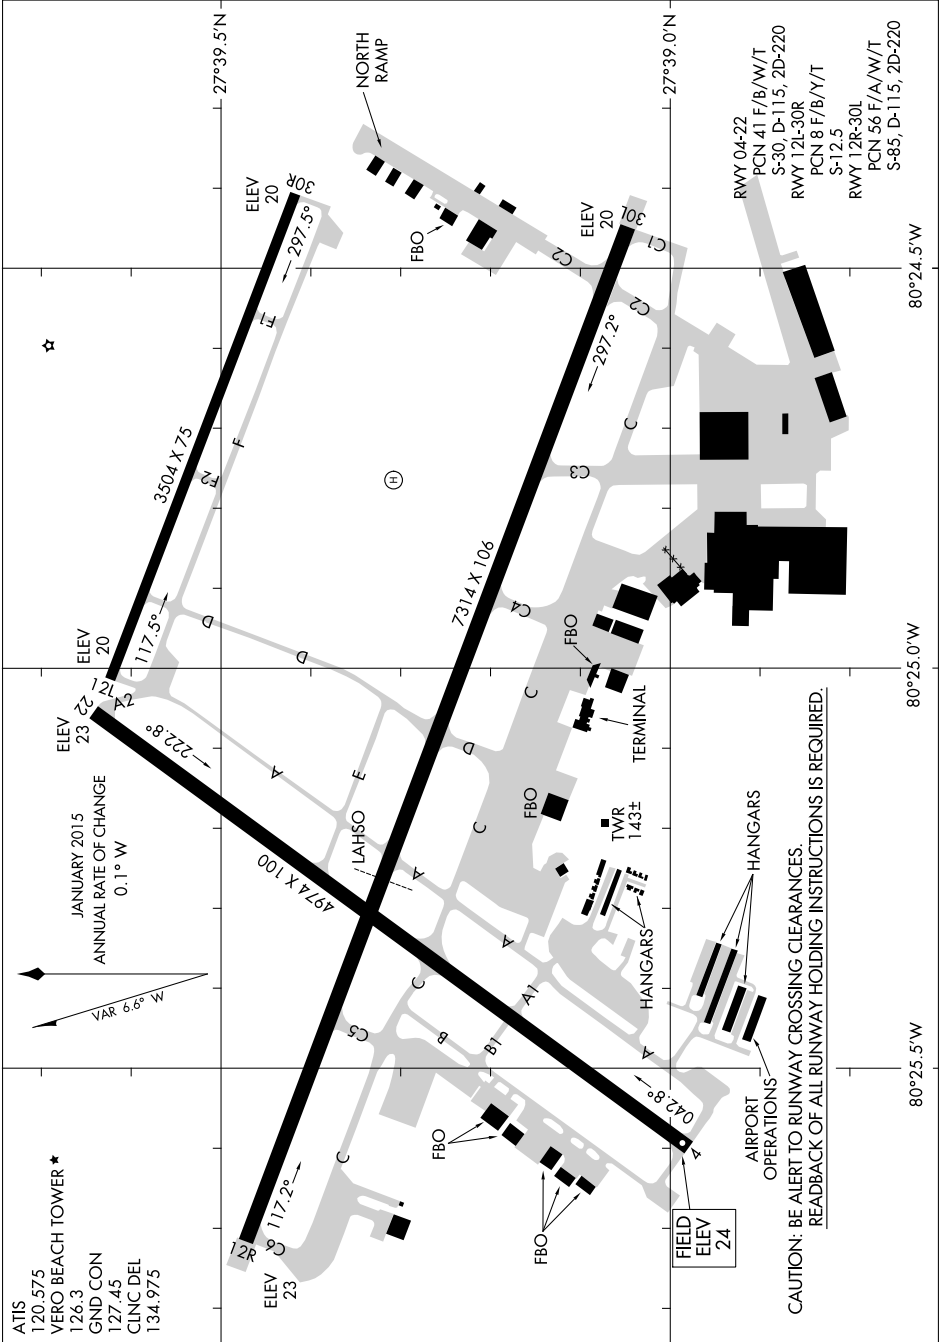 ATIS
120.575
VERO BEACH TOWER ★
126.3
GND CON
127.45
CLNC DEL
134.975
JANUARY 2015
ANNUAL RATE OF CHANGE
0.1° W
VAR 6.6° W
27°39.5'N
27°39.0'N
80°24.5'W
80°25.0'W
80°25.5'W
NORTH
RAMP
RWY 04-22
PCN 41 F/B/W/T
S-30, D-115, 2D-220
RWY 12L-30R
PCN 8 F/B/Y/T
S-12.5
RWY 12R-30L
PCN 56 F/A/W/T
S-85, D-115, 2D-220
ELEV
20
30R
297.5°
FBO
ELEV
20
30L
C1
C2
C2
297.2°
F1
F
F2
3504 X 75
H
C
C3
7314 X 106
C4
D
D
117.5°
ELEV
20
12L
A2
22
ELEV
23
222.8°
A
E
LAHSO
4974 X 100
C
D
C
A
FBO
TERMINAL
FBO
TWR
143±
HANGARS
HANGARS
A
A1
C
C5
B
B1
A
042.8°
4
AIRPORT
OPERATIONS
FBO
FBO
C
117.2°
12R
C6
ELEV
23
FIELD
ELEV
24
CAUTION: BE ALERT TO RUNWAY CROSSING CLEARANCES.
READBACK OF ALL RUNWAY HOLDING INSTRUCTIONS IS REQUIRED.